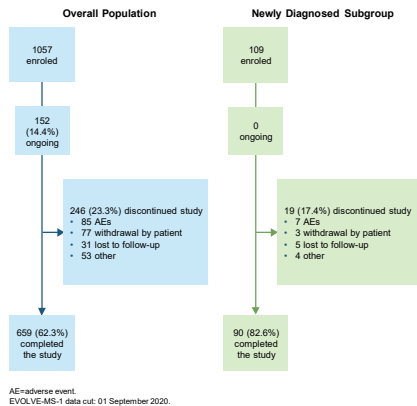 Overall Population
1057
enroled
152
(14.4%)
ongoing
246 (23.3%) discontinued study
• 85 AEs
• 77 withdrawal by patient
• 31 lost to follow-up
• 53 other
659 (62.3%)
completed
the study
Newly Diagnosed Subgroup
109
enroled
0
ongoing
19 (17.4%) discontinued study
• 7 AEs
• 3 withdrawal by patient
• 5 lost to follow-up
• 4 other
90 (82.6%)
completed
the study
AE=adverse event.
EVOLVE-MS-1 data cut: 01 September 2020.